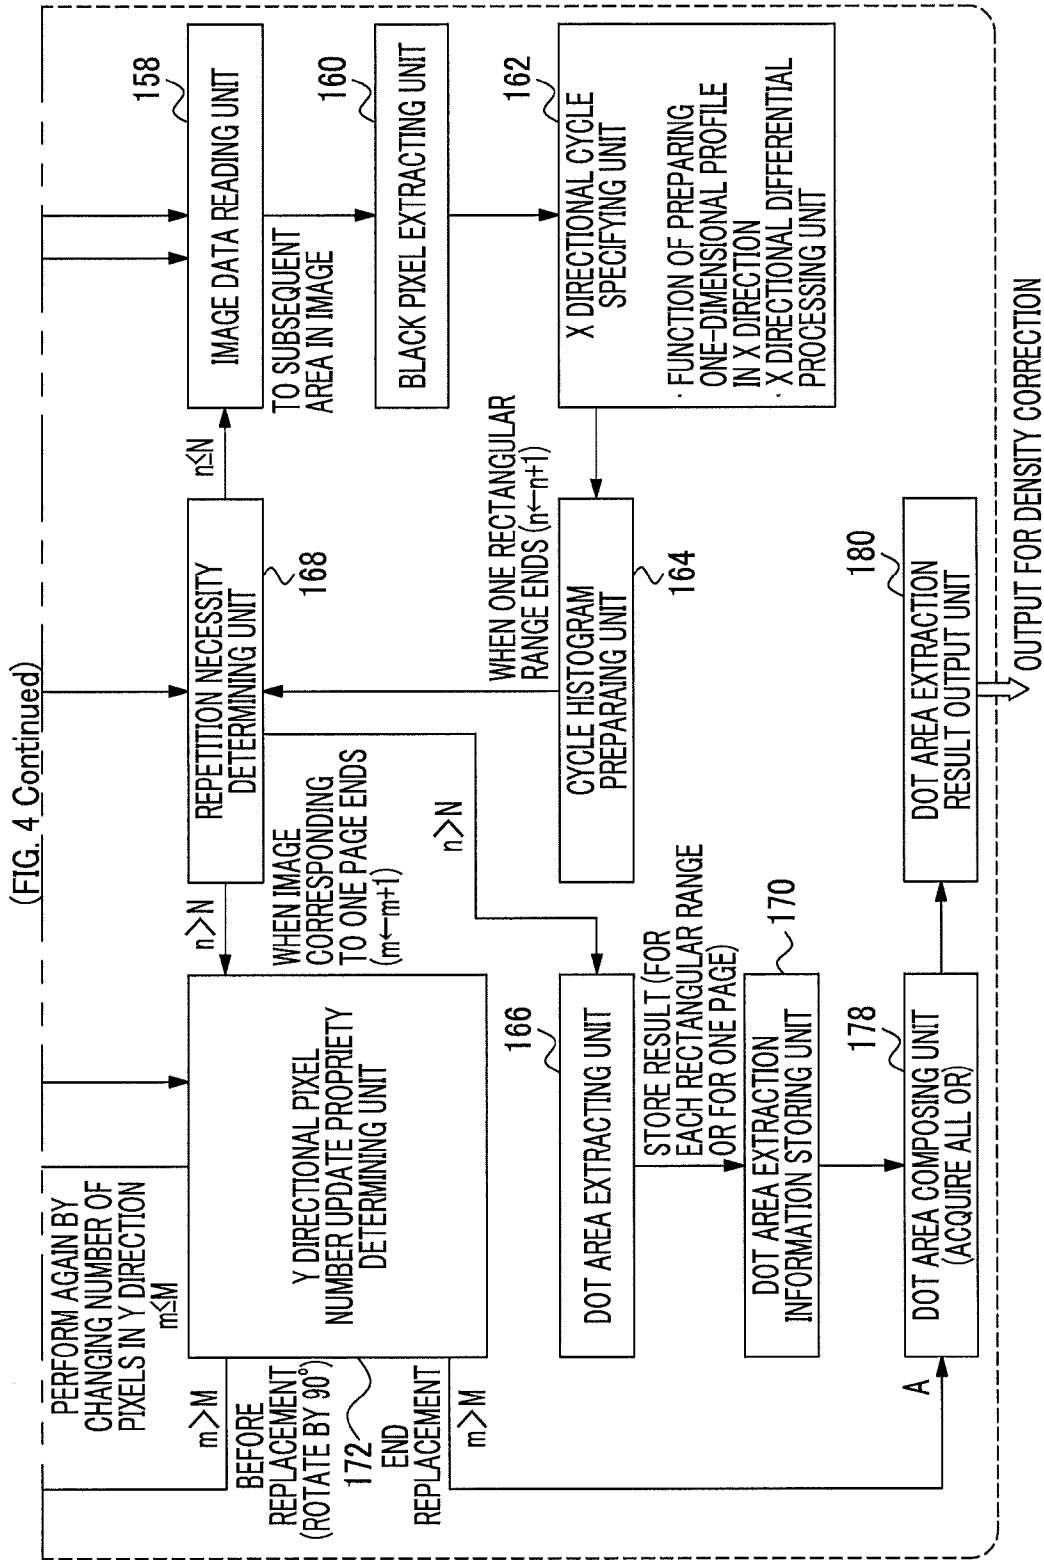 (FIG. 4 Continued)
PERFORM AGAIN BY
CHANGING NUMBER OF
PIXELS IN Y DIRECTION
m≤M
m>M
BEFORE
REPLACEMENT
(ROTATE BY 90°)
172
END
REPLACEMENT
m>M
A
Y DIRECTIONAL PIXEL
NUMBER UPDATE PROPRIETY
DETERMINING UNIT
n>N
WHEN IMAGE
CORRESPONDING
TO ONE PAGE ENDS
(m←m+1)
REPETITION NECESSITY
DETERMINING UNIT
168
n≤N
IMAGE DATA READING UNIT
158
TO SUBSEQUENT
AREA IN IMAGE
BLACK PIXEL EXTRACTING UNIT
160
X DIRECTIONAL CYCLE
SPECIFYING UNIT
162
· FUNCTION OF PREPARING
ONE-DIMENSIONAL PROFILE
IN X DIRECTION
· X DIRECTIONAL DIFFERENTIAL
PROCESSING UNIT
WHEN ONE RECTANGULAR
RANGE ENDS (n←n+1)
CYCLE HISTOGRAM
PREPARAING UNIT
164
n>N
DOT AREA EXTRACTING UNIT
166
STORE RESULT (FOR
EACH RECTANGULAR RANGE
OR FOR ONE PAGE)
DOT AREA EXTRACTION
INFORMATION STORING UNIT
170
DOT AREA COMPOSING UNIT
(ACQUIRE ALL OR)
178
DOT AREA EXTRACTION
RESULT OUTPUT UNIT
180
OUTPUT FOR DENSITY CORRECTION